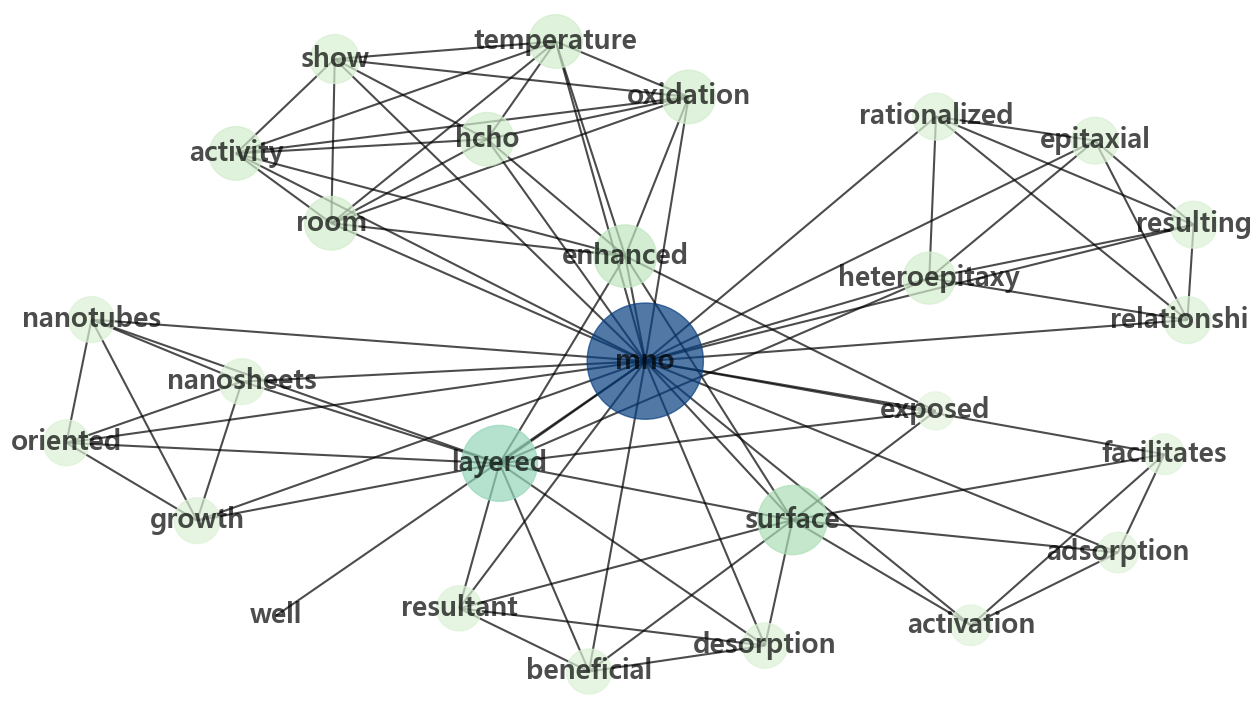 temperature
show
oxidation
rationalized
hcho
epitaxial
activity
room
resulting
enhanced
heteroepitaxy
nanotubes
relationshi
mno
nanosheets
exposed
oriented
facilitates
layered
growth
surface
adsorption
resultant
well
activation
desorption
beneficial